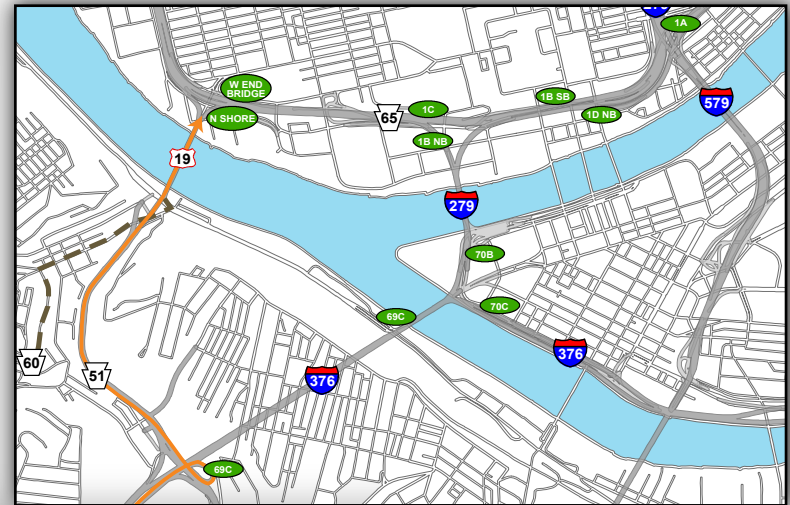 1A
W END
BRIDGE
1B SB
579
1C
65
1D NB
N SHORE
1B NB
19
279
70B
70C
69C
376
60
51
376
69C